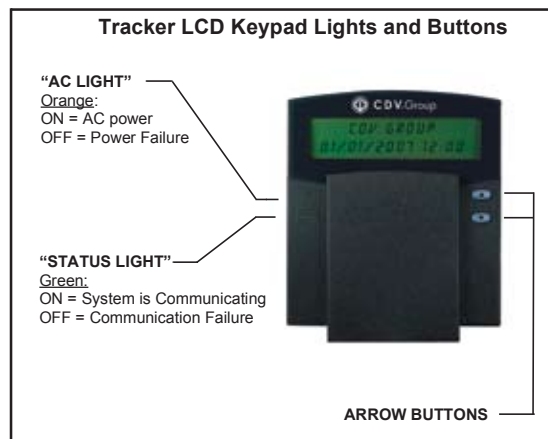 Tracker LCD Keypad Lights and Buttons
“AC LIGHT”
Orange:
ON = AC power
OFF = Power Failure
CDV.Group
CDV.GROUP
01/01/2007 12:00
“STATUS LIGHT”
Green:
ON = System is Communicating
OFF = Communication Failure
ARROW BUTTONS